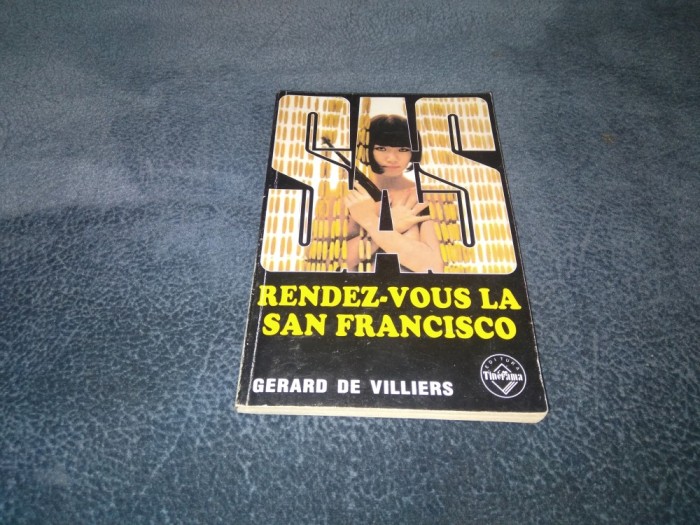 SAS
RENDEZ-VOUS LA
SAN FRANCISCO
GERARD DE VILLIERS
EDITURA
Tinerama